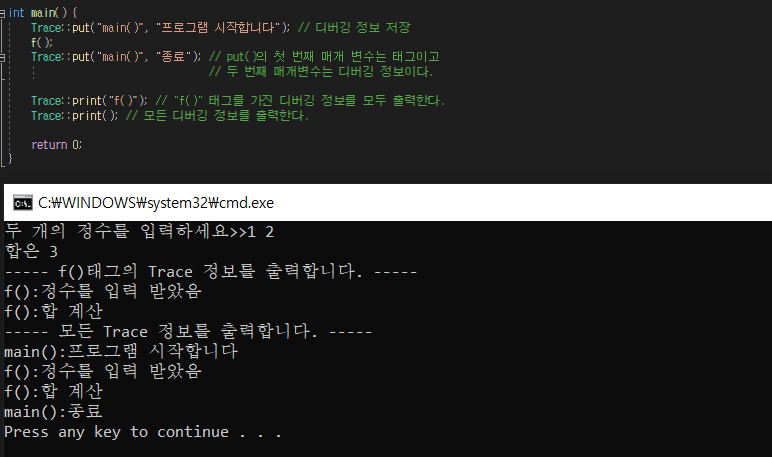 int main() {
Trace::put("main()", "프로그램 시작합니다"); // 디버깅 정보 저장
f();
Trace::put("main()", "종료"); // put()의 첫 번째 매개 변수는 태그이고
// 두 번째 매개변수는 디버깅 정보이다.
Trace::print("f()"); // "f()" 태그를 가진 디버깅 정보를 모두 출력한다.
Trace::print(); // 모든 디버깅 정보를 출력한다.
return 0;
}
C:₩WINDOWS₩system32₩cmd.exe
두 개의 정수를 입력하세요>>1 2
합은 3
----- f()태그의 Trace 정보를 출력합니다. -----
f():정수를 입력 받았음
f():합 계산
----- 모든 Trace 정보를 출력합니다. -----
main():프로그램 시작합니다
f():정수를 입력 받았음
f():합 계산
main():종료
Press any key to continue . . .